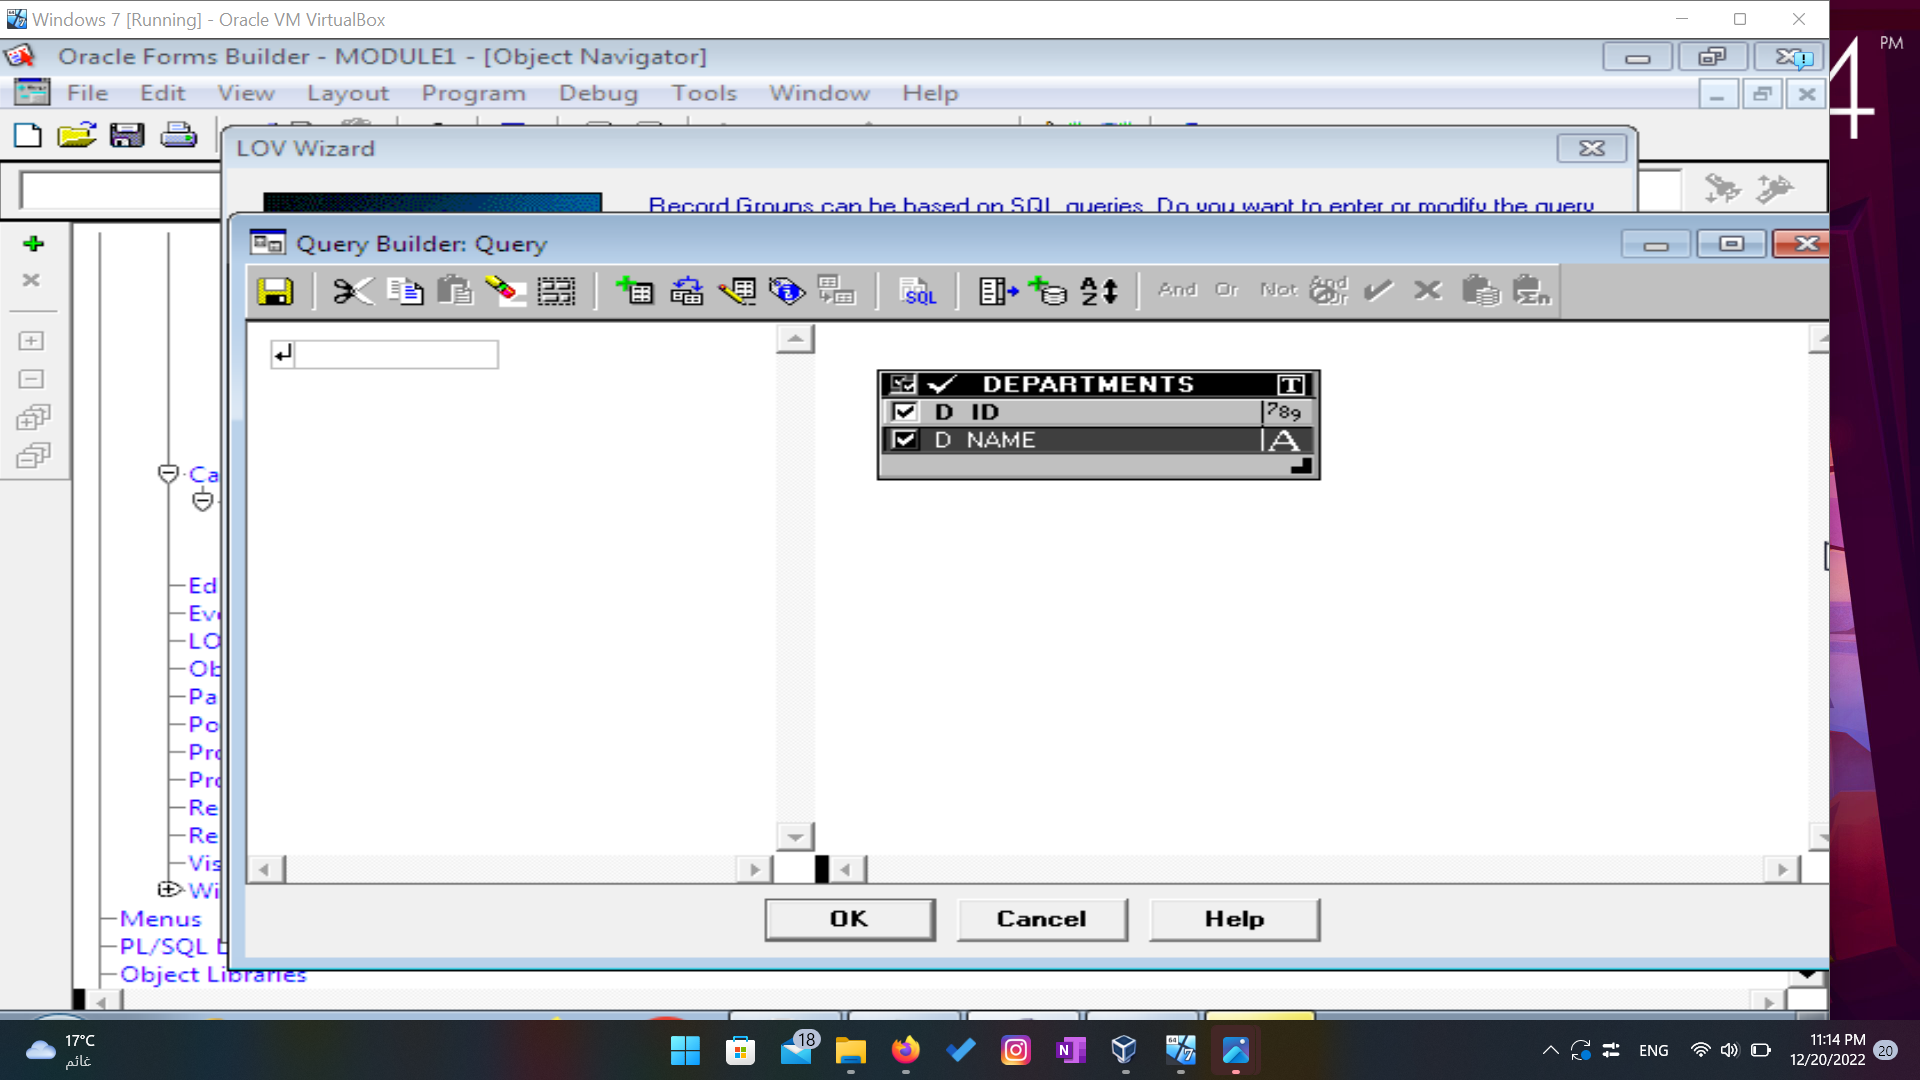 Windows 7 [Running] - Oracle VM VirtualBox
PM
4
Oracle Forms Builder - MODULE1 - [Object Navigator]
File Edit View Layout Program Debug Tools Window Help
LOV Wizard
Record Groups can be based on SQL queries. Do you want to enter or modify the query
Query Builder: Query
SQL And Or Not
DEPARTMENTS T
D ID 789
D NAME A
Ca
Ed
Eve
LO
Ob
Pa
Po
Pro
Pro
Re
Re
Vis
Wi
Menus
PL/SQL L
Object Libraries
OK Cancel Help
17°C
غائم
18
ENG
11:14 PM
12/20/2022
20